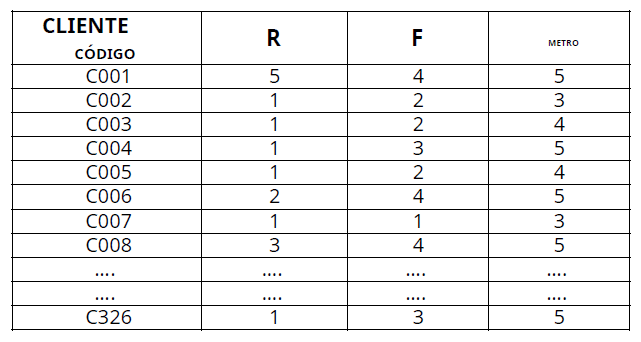 CLIENTE
CÓDIGO R F METRO
C001 5 4 5
C002 1 2 3
C003 1 2 4
C004 1 3 5
C005 1 2 4
C006 2 4 5
C007 1 1 3
C008 3 4 5
.... .... .... ....
.... .... .... ....
C326 1 3 5